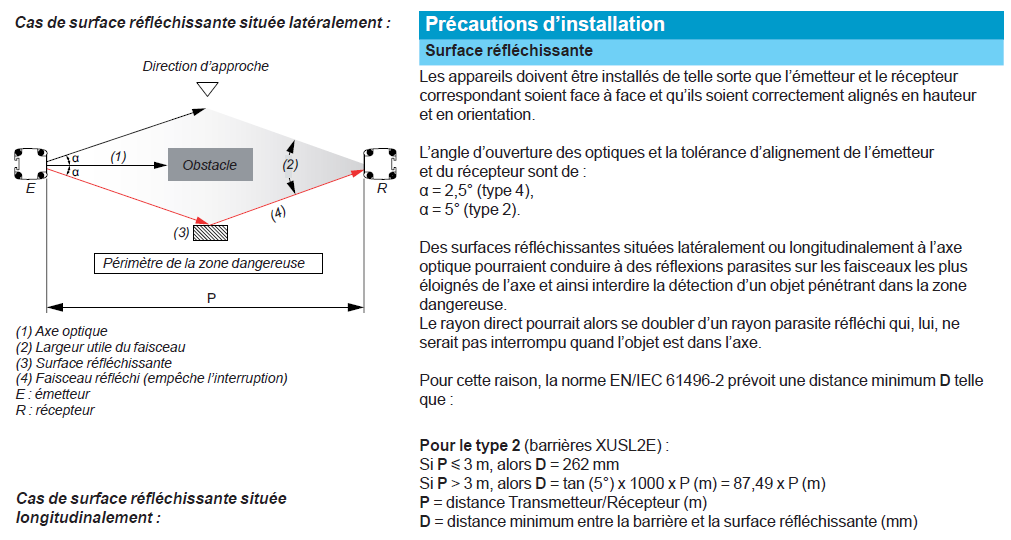 Cas de surface réfléchissante située latéralement :
Direction d’approche
α
(1)
α
Obstacle
(2)
E
R
(3)
(4)
Périmètre de la zone dangereuse
P
(1) Axe optique
(2) Largeur utile du faisceau
(3) Surface réfléchissante
(4) Faisceau réfléchi (empêche l’interruption)
E : émetteur
R : récepteur
Cas de surface réfléchissante située
longitudinalement :
Précautions d’installation
Surface réfléchissante
Les appareils doivent être installés de telle sorte que l’émetteur et le récepteur
correspondant soient face à face et qu’ils soient correctement alignés en hauteur
et en orientation.
L’angle d’ouverture des optiques et la tolérance d’alignement de l’émetteur
et du récepteur sont de :
α = 2,5° (type 4),
α = 5° (type 2).
Des surfaces réfléchissantes situées latéralement ou longitudinalement à l’axe
optique pourraient conduire à des réflexions parasites sur les faisceaux les plus
éloignés de l’axe et ainsi interdire la détection d’un objet pénétrant dans la zone
dangereuse.
Le rayon direct pourrait alors se doubler d’un rayon parasite réfléchi qui, lui, ne
serait pas interrompu quand l’objet est dans l’axe.
Pour cette raison, la norme EN/IEC 61496-2 prévoit une distance minimum D telle
que :
Pour le type 2 (barrières XUSL2E) :
Si P ⩽ 3 m, alors D = 262 mm
Si P > 3 m, alors D = tan (5°) x 1000 x P (m) = 87,49 x P (m)
P = distance Transmetteur/Récepteur (m)
D = distance minimum entre la barrière et la surface réfléchissante (mm)